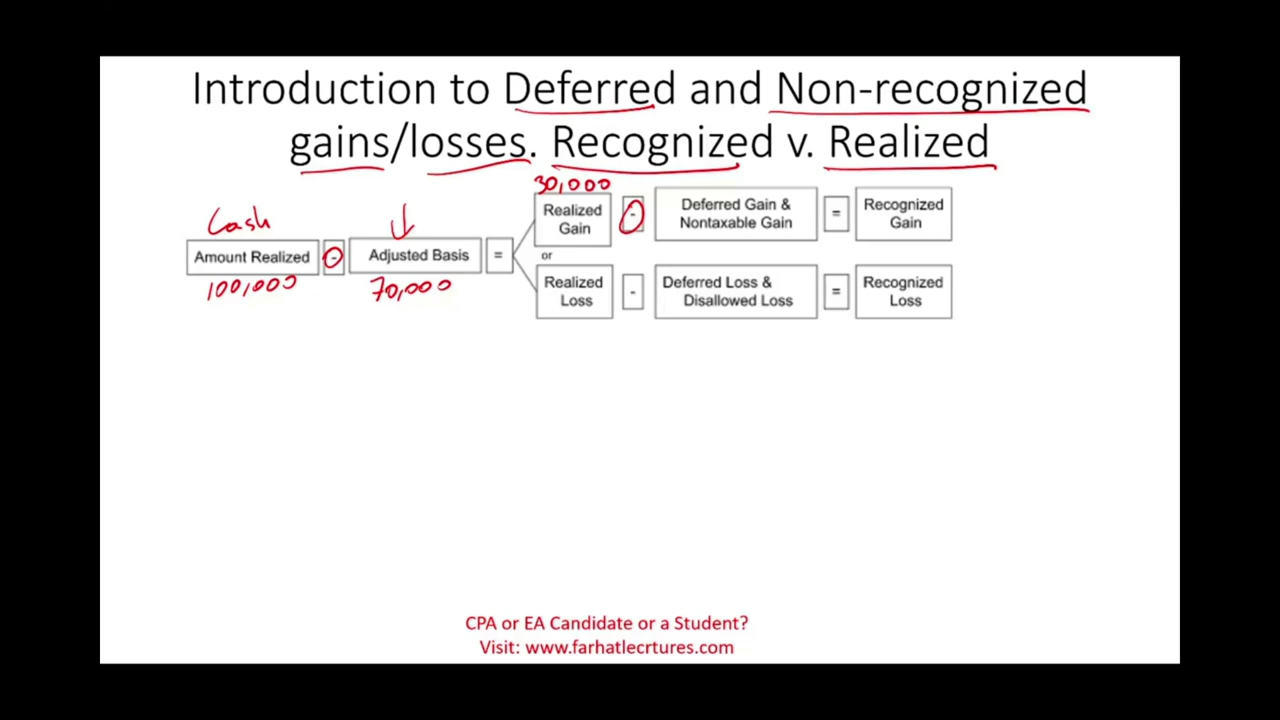 Introduction to Deferred and Non-recognized
gains/losses. Recognized v. Realized
30,000
Cash
Amount Realized - Adjusted Basis =
100,000 70,000
Realized Gain - Deferred Gain & Nontaxable Gain = Recognized Gain
or
Realized Loss - Deferred Loss & Disallowed Loss = Recognized Loss
CPA or EA Candidate or a Student?
Visit: www.farhatlecrtures.com